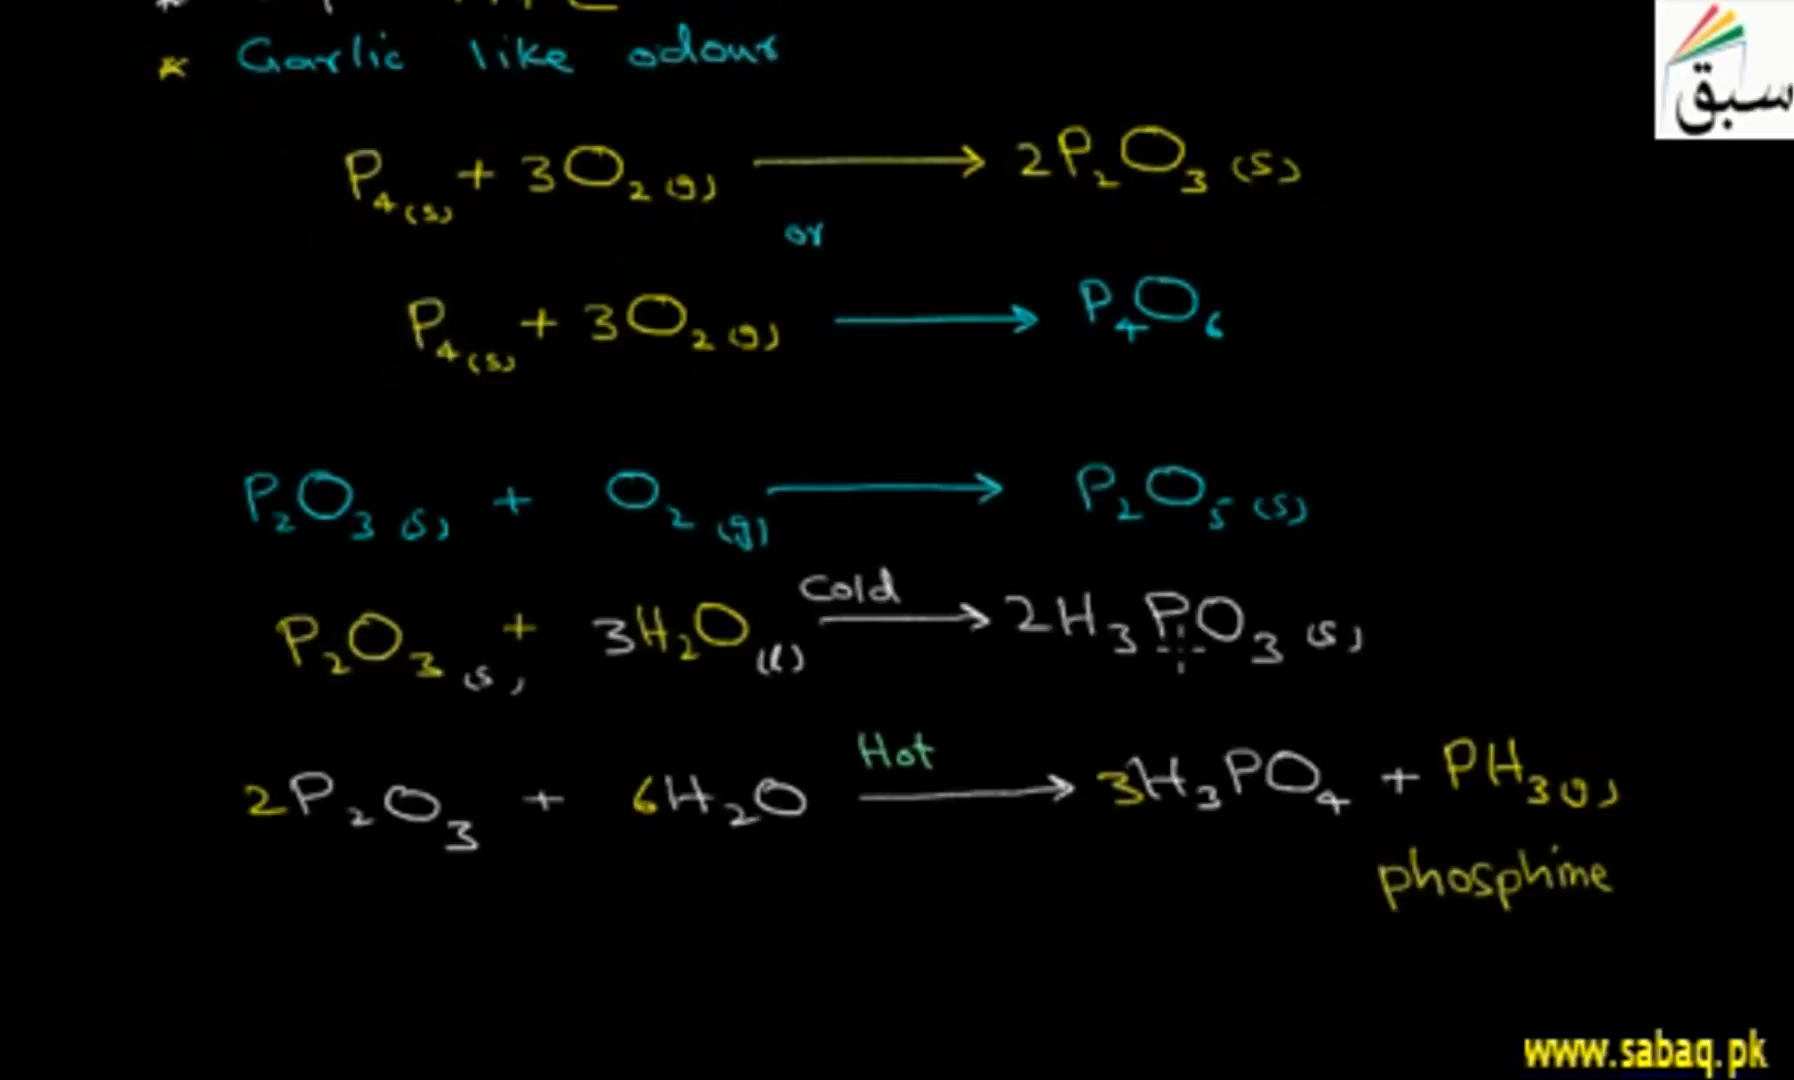 * Garlic like odour
سبق
P₄(s) + 3O₂(g) → 2P₂O₃(s)
or
P₄(s) + 3O₂(g) → P₄O₆
P₂O₃(s) + O₂(g) → P₂O₅(s)
Cold
P₂O₃(s) + 3H₂O(l) → 2H₃PO₃(s)
Hot
2P₂O₃ + 6H₂O → 3H₃PO₄ + PH₃(g)
phosphine
www.sabaq.pk